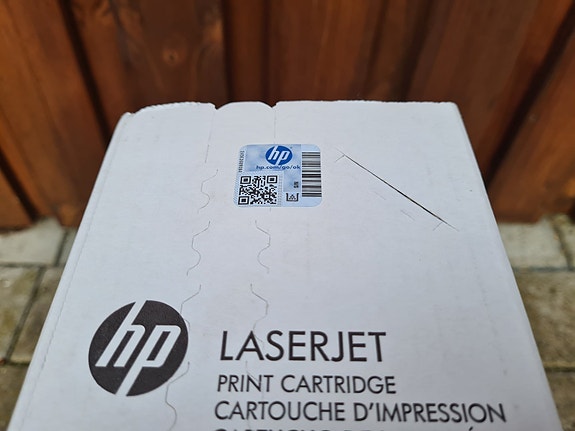 hp
hp.com/go/ok
hp
LASERJET
PRINT CARTRIDGE
CARTOUCHE D'IMPRESSION